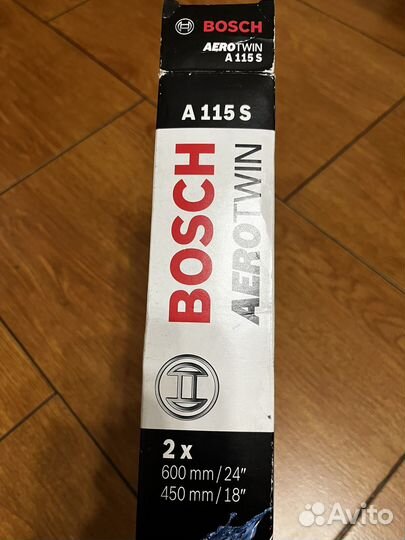 BOSCH
AEROTWIN
A 115 S
A 115 S
BOSCH
AEROTWIN
2 x
600 mm/24"
450 mm/18"
Avito